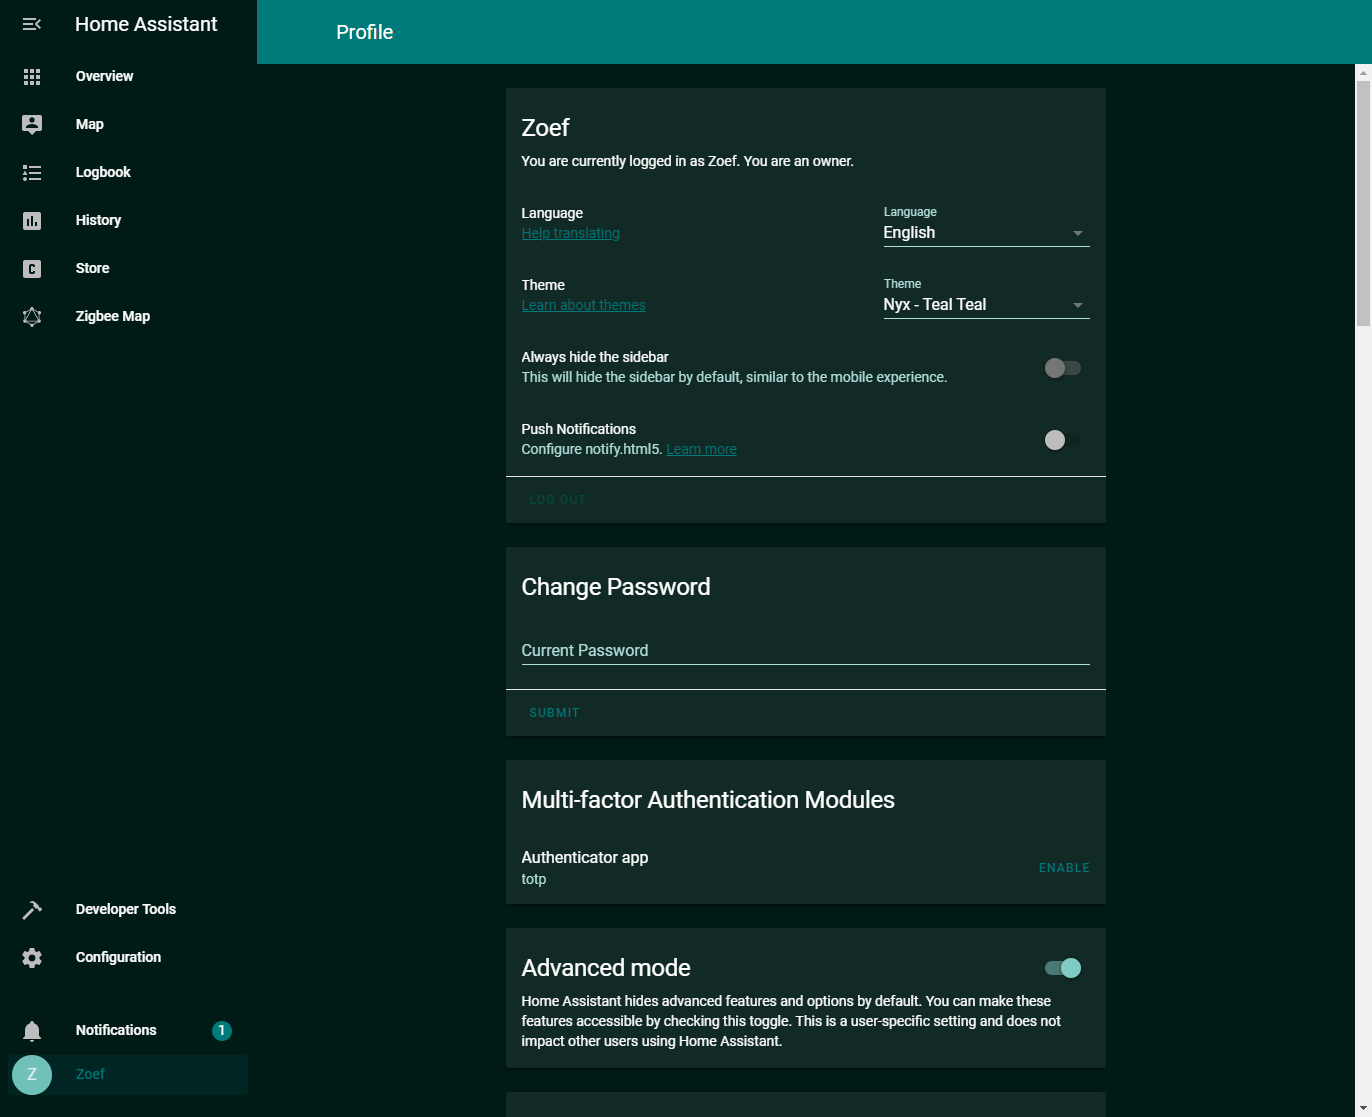 Home Assistant
Overview
Map
Logbook
History
C
Store
Zigbee Map
Developer Tools
Configuration
Notifications
1
Z
Zoef
Profile
Zoef
You are currently logged in as Zoef. You are an owner.
Language
Help translating
Language
English
Theme
Learn about themes
Theme
Nyx - Teal Teal
Always hide the sidebar
This will hide the sidebar by default, similar to the mobile experience.
Push Notifications
Configure notify.html5. Learn more
LOG OUT
Change Password
Current Password
SUBMIT
Multi-factor Authentication Modules
Authenticator app
totp
ENABLE
Advanced mode
Home Assistant hides advanced features and options by default. You can make these
features accessible by checking this toggle. This is a user-specific setting and does not
impact other users using Home Assistant.